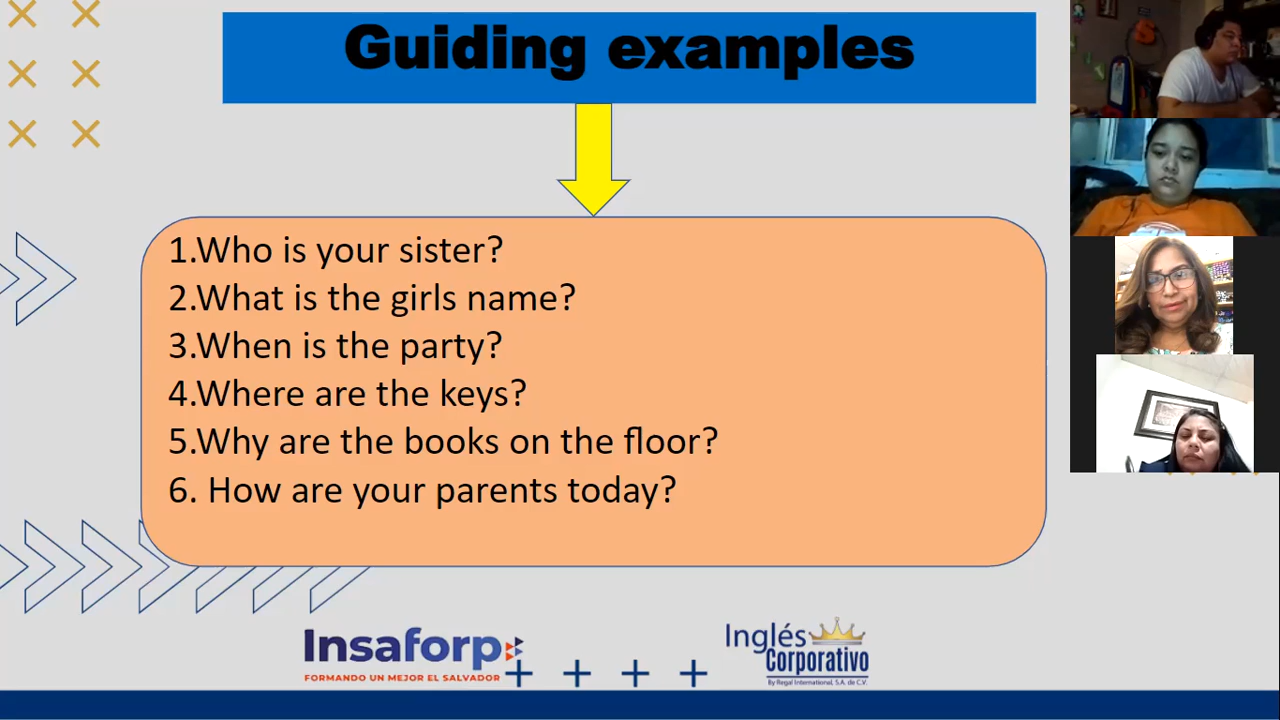 Guiding examples
1.Who is your sister?
2.What is the girls name?
3.When is the party?
4.Where are the keys?
5.Why are the books on the floor?
6. How are your parents today?
Insaforp
FORMANDO UN MEJOR EL SALVADOR
Inglés
Corporativo
By Regal International, S.A. de C.V.